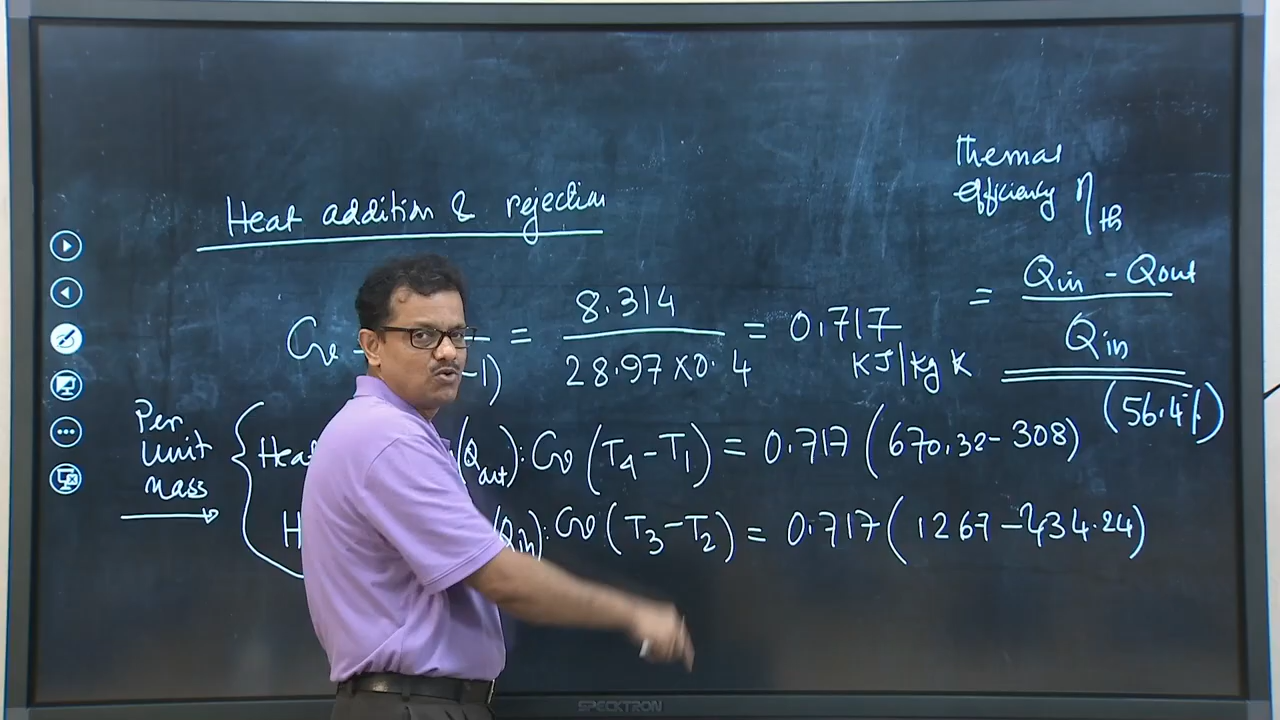 Heat addition & rejection
Cv = 8.314 / 28.97 × 0.4 = 0.717 KJ/Kg K
-1)
Per Unit mass
(Qout): Cv (T4 - T1) = 0.717 (670.32 - 308)
(Qin): Cv (T3 - T2) = 0.717 (1267 - 434.24)
thermal
efficiency ηth
= Qin - Qout / Qin
(56.4%)
SPECKTRON